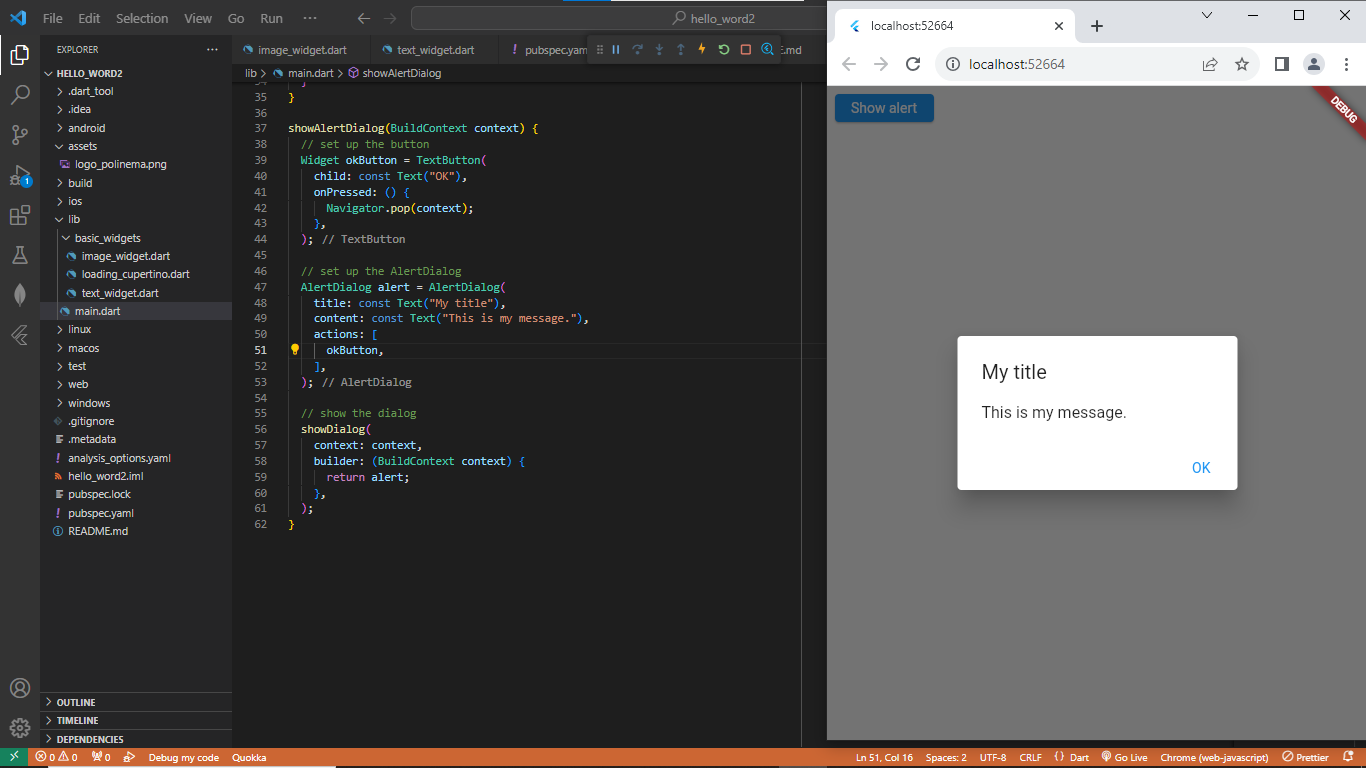 File Edit Selection View Go Run ··· hello_word2
EXPLORER ···
HELLO_WORD2
.dart_tool
.idea
android
assets
logo_polinema.png
build
ios
lib
basic_widgets
image_widget.dart
loading_cupertino.dart
text_widget.dart
main.dart
linux
macos
test
web
windows
.gitignore
.metadata
analysis_options.yaml
hello_word2.iml
pubspec.lock
pubspec.yaml
README.md
OUTLINE
TIMELINE
DEPENDENCIES
1
image_widget.dart text_widget.dart ! pubspec.yam E.md
lib > main.dart > showAlertDialog
35 }
36
37 showAlertDialog(BuildContext context) {
38 // set up the button
39 Widget okButton = TextButton(
40 child: const Text("OK"),
41 onPressed: () {
42 Navigator.pop(context);
43 },
44 ); // TextButton
45
46 // set up the AlertDialog
47 AlertDialog alert = AlertDialog(
48 title: const Text("My title"),
49 content: const Text("This is my message."),
50 actions: [
51 okButton,
52 ],
53 ); // AlertDialog
54
55 // show the dialog
56 showDialog(
57 context: context,
58 builder: (BuildContext context) {
59 return alert;
60 },
61 );
62 }
localhost:52664
localhost:52664
Show alert
DEBUG
My title
This is my message.
OK
0 0 0 Debug my code Quokka Ln 51, Col 16 Spaces: 2 UTF-8 CRLF { } Dart Go Live Chrome (web-javascript) Prettier